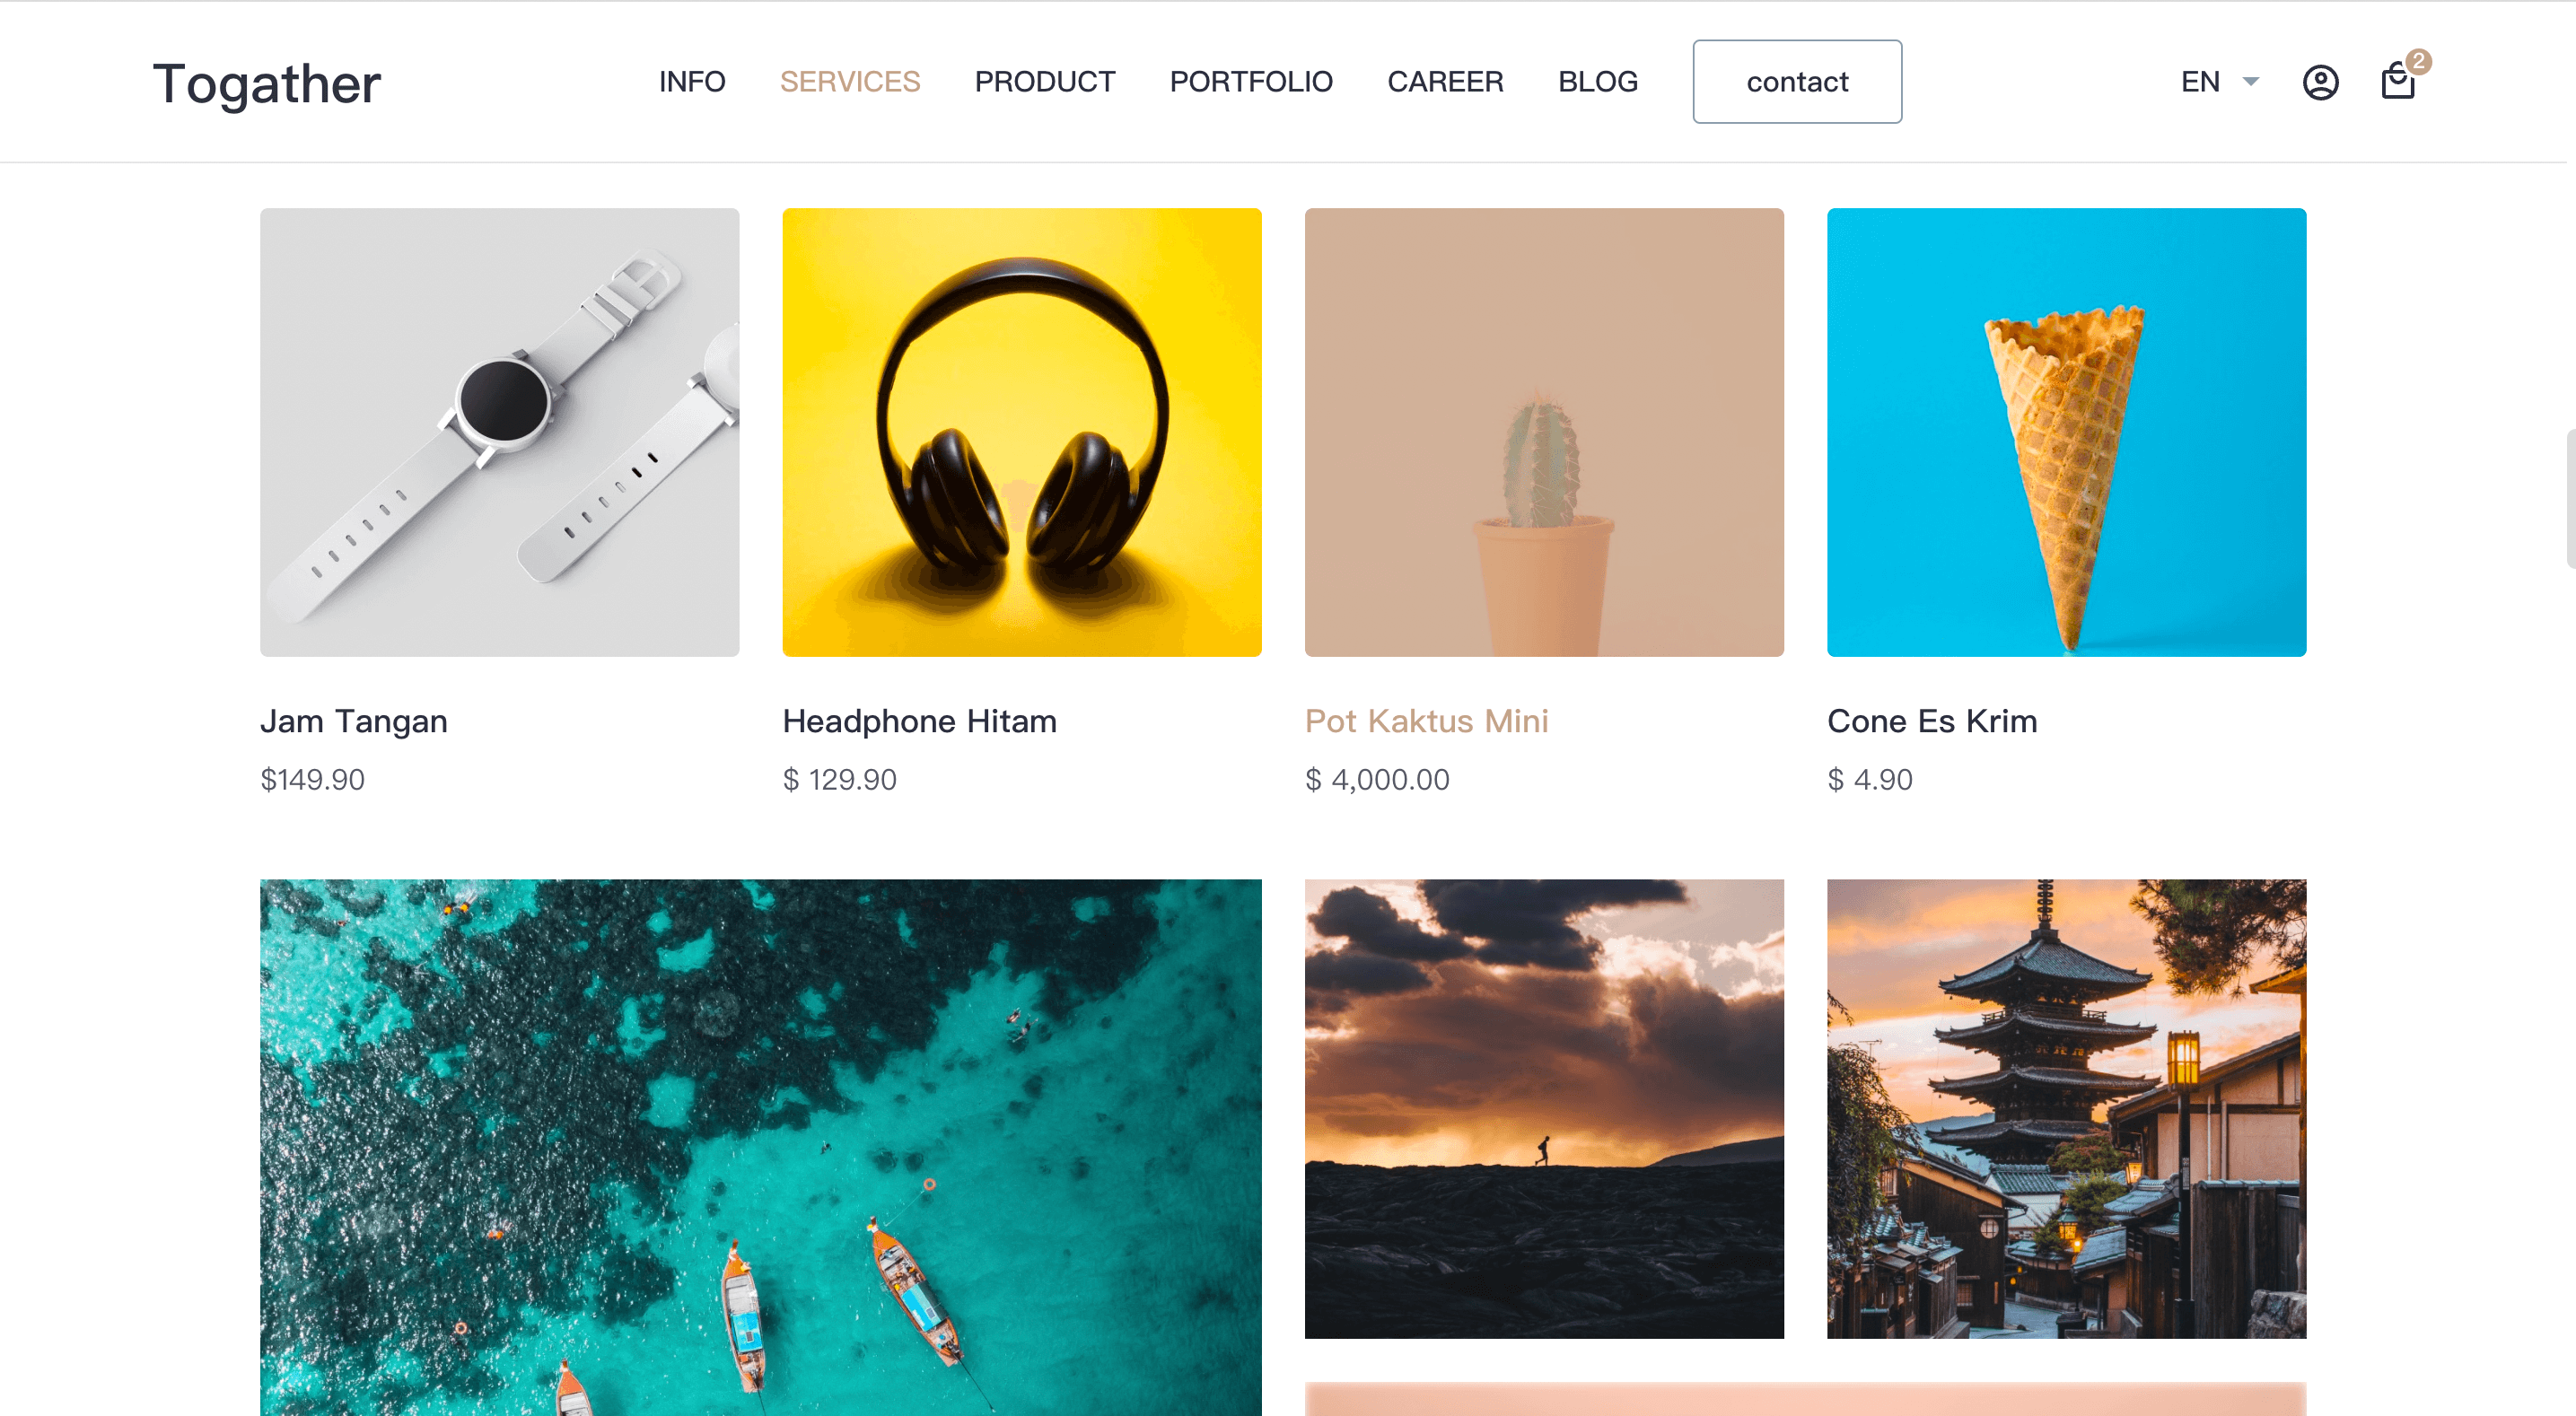 Togather
INFO SERVICES PRODUCT PORTFOLIO CAREER BLOG contact EN 2
Jam Tangan
$149.90
Headphone Hitam
$ 129.90
Pot Kaktus Mini
$ 4,000.00
Cone Es Krim
$ 4.90